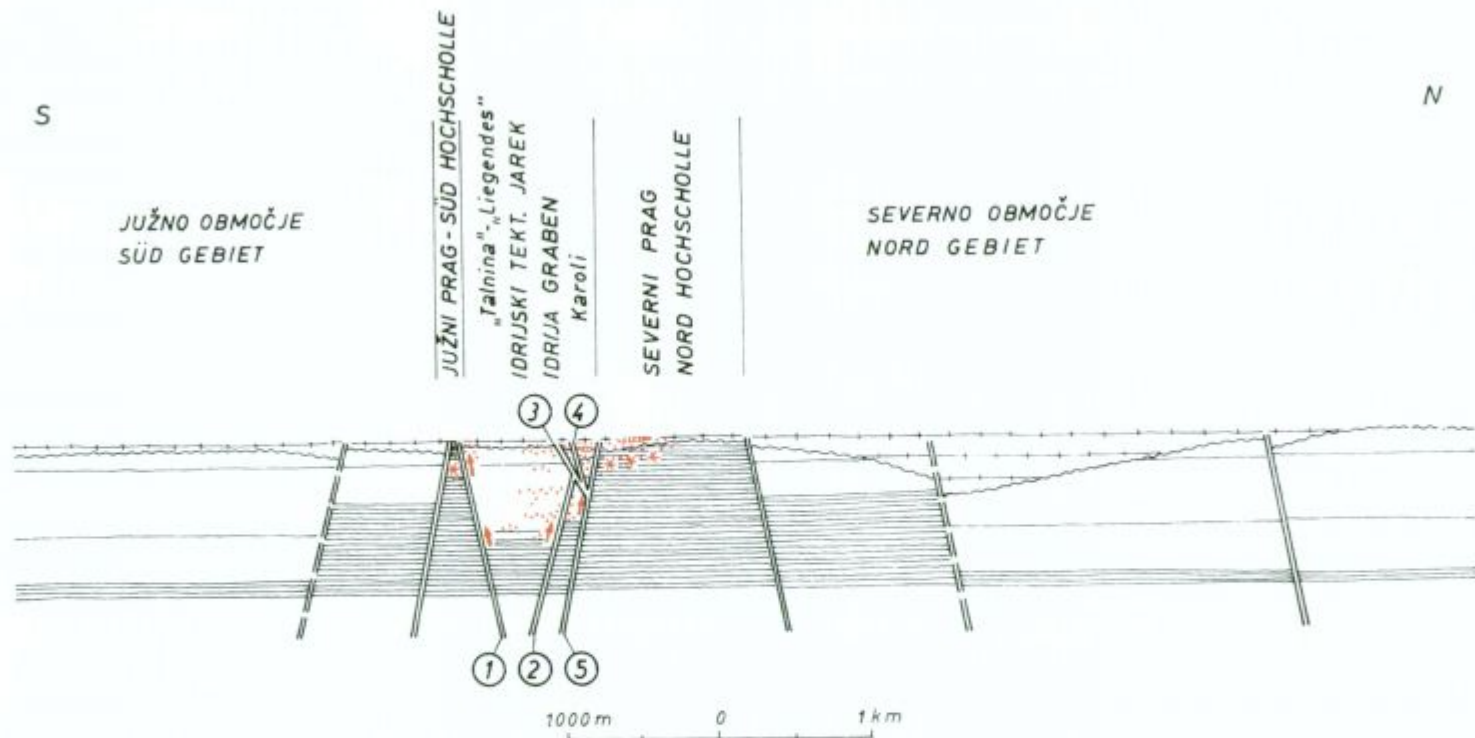 S
N
JUŽNO OBMOČJE
SÜD GEBIET
JUŽNI PRAG - SÜD HOCHSCHOLLE
„Talnina"-„Liegendes"
IDRIJSKI TEKT. JAREK
IDRIJA GRABEN
Karoli
SEVERNI PRAG
NORD HOCHSCHOLLE
SEVERNO OBMOČJE
NORD GEBIET
3
4
1
2
5
1000 m 0 1 km